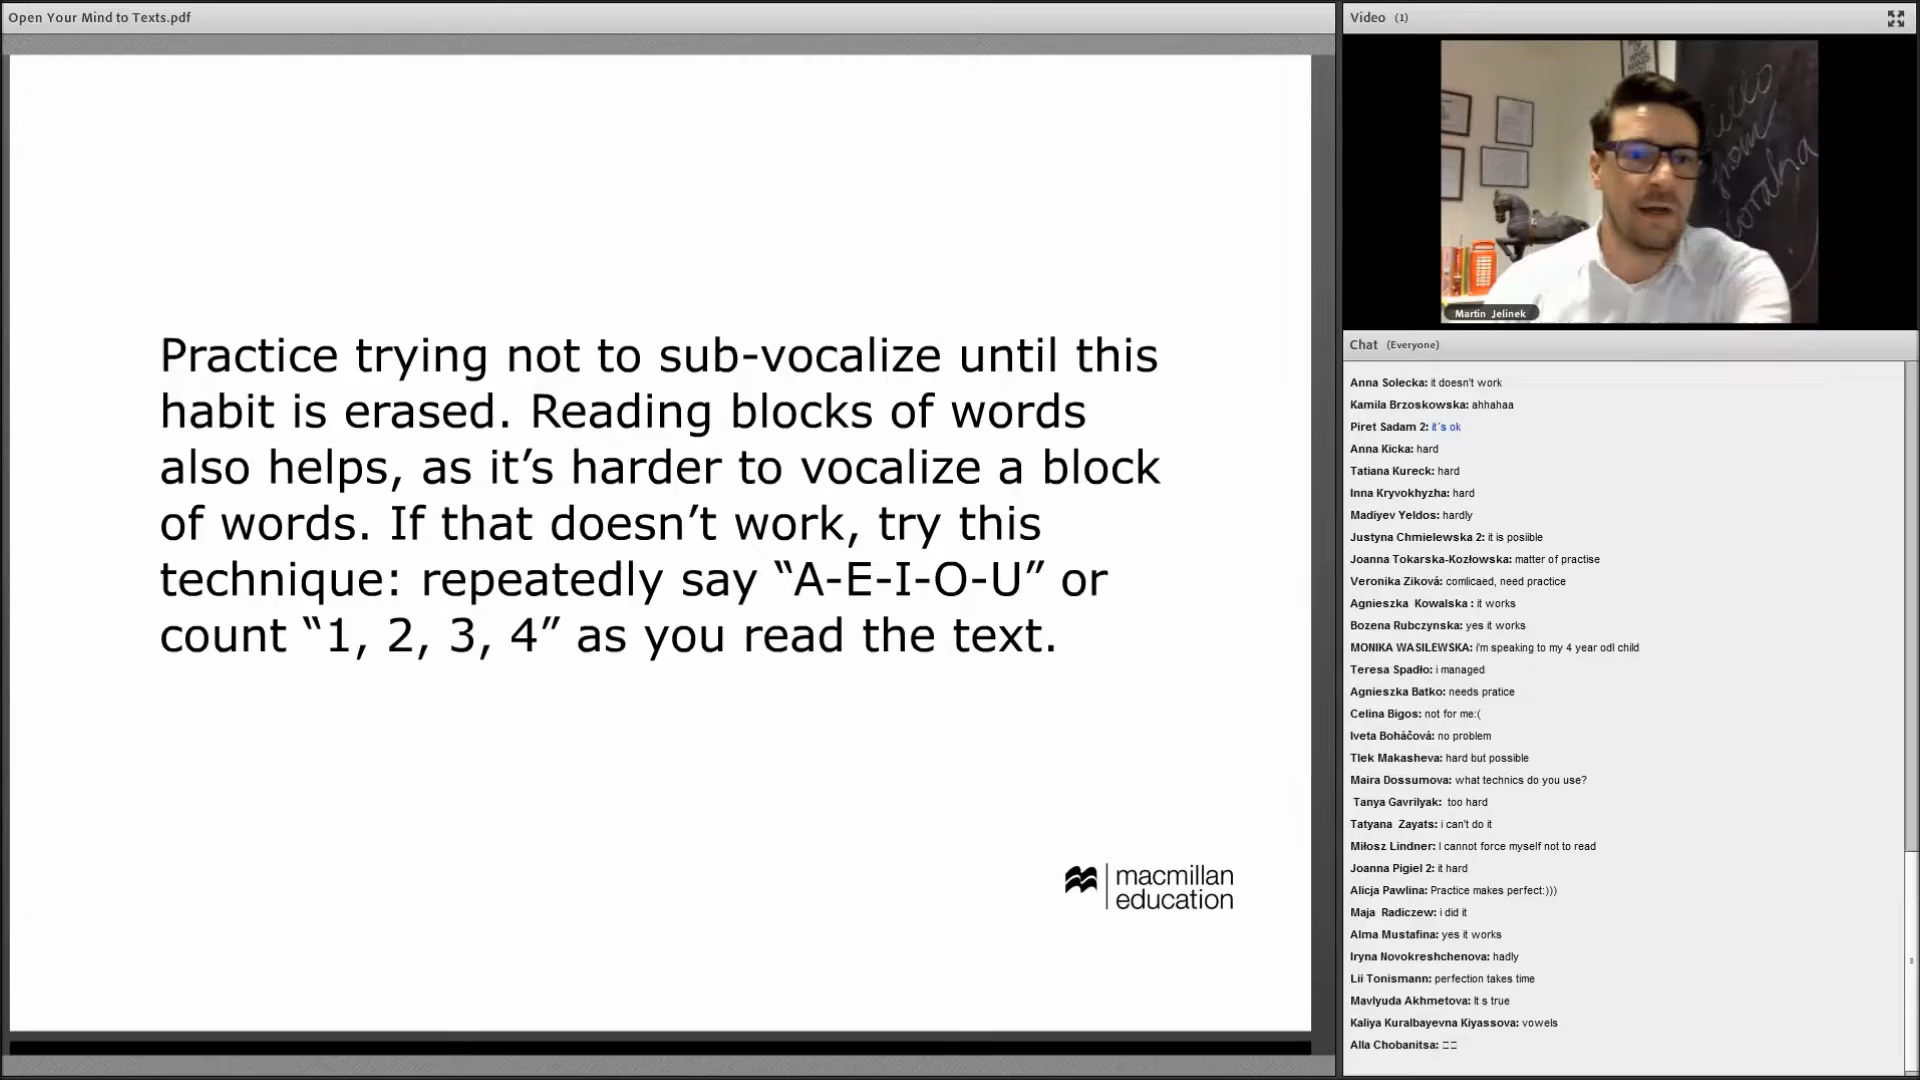 Open Your Mind to Texts.pdf
Practice trying not to sub-vocalize until this
habit is erased. Reading blocks of words
also helps, as it’s harder to vocalize a block
of words. If that doesn’t work, try this
technique: repeatedly say “A-E-I-O-U” or
count “1, 2, 3, 4” as you read the text.
macmillan
education
Video (1)
hello
from
Martin Jelinek
Chat (Everyone)
Anna Solecka: it doesn't work
Kamila Brzoskowska: ahhahaa
Piret Sadam 2: it´s ok
Anna Kicka: hard
Tatiana Kureck: hard
Inna Kryvokhyzha: hard
Madiyev Yeldos: hardly
Justyna Chmielewska 2: it is posiible
Joanna Tokarska-Kozłowska: matter of practise
Veronika Ziková: comlicaed, need practice
Agnieszka Kowalska : it works
Bozena Rubczynska: yes it works
MONIKA WASILEWSKA: i'm speaking to my 4 year odl child
Teresa Spadło: i managed
Agnieszka Batko: needs pratice
Celina Bigos: not for me:(
Iveta Boháčová: no problem
Tlek Makasheva: hard but possible
Maira Dossumova: what technics do you use?
Tanya Gavrilyak: too hard
Tatyana Zayats: i can't do it
Miłosz Lindner: I cannot force myself not to read
Joanna Pigiel 2: it hard
Alicja Pawlina: Practice makes perfect:)))
Maja Radiczew: i did it
Alma Mustafina: yes it works
Iryna Novokreshchenova: hadly
Lii Tonismann: perfection takes time
Mavlyuda Akhmetova: It s true
Kaliya Kuralbayevna Kiyassova: vowels
Alla Chobanitsa: □□